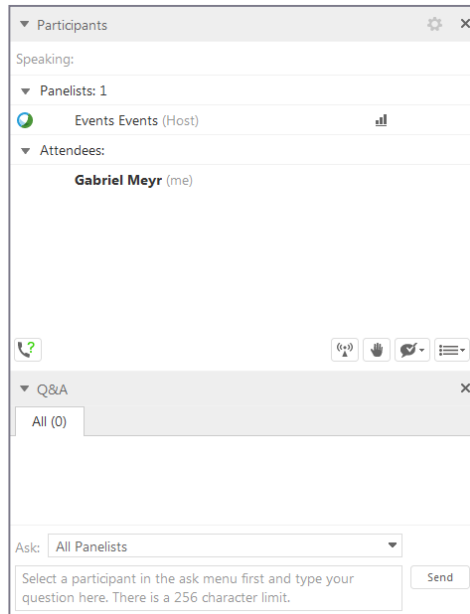 Participants
Speaking:
Panelists: 1
Events Events (Host)
Attendees:
Gabriel Meyr (me)
Q&A
All (0)
Ask: All Panelists
Select a participant in the ask menu first and type your
question here. There is a 256 character limit.
Send